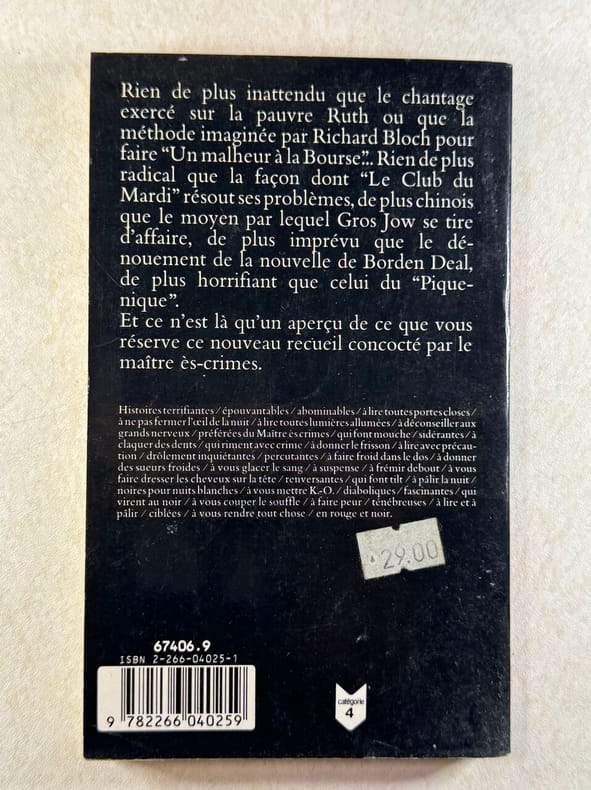 Rien de plus inattendu que le chantage
exercé sur la pauvre Ruth ou que la
méthode imaginée par Richard Bloch pour
faire “Un malheur à la Bourse”. Rien de plus
radical que la façon dont “Le Club du
Mardi” résout ses problèmes, de plus chinois
que le moyen par lequel Gros Jow se tire
d’affaire, de plus imprévu que le dé-
nouement de la nouvelle de Borden Deal,
de plus horrifiant que celui du “Pique-
nique”.
Et ce n’est là qu’un aperçu de ce que vous
réserve ce nouveau recueil concocté par le
maître ès-crimes.
Histoires terrifiantes / épouvantables / abominables / à lire toutes portes closes /
à ne pas fermer l’œil de la nuit / à lire toutes lumières allumées / à déconseiller aux
grands nerveux / préférées du Maître ès crimes / qui font mouche / sidérantes / à
claquer des dents / qui riment avec crime / à donner le frisson / à lire avec précau-
tion / drôlement inquiétantes / percutantes / à faire froid dans le dos / à donner
des sueurs froides / à vous glacer le sang / à suspense / à frémir debout / à vous
faire dresser les cheveux sur la tête / renversantes / qui font tilt / à pâlir la nuit /
noires pour nuits blanches / à vous mettre K.-O. / diaboliques / fascinantes / qui
virent au noir / à vous couper le souffle / à faire peur / ténébreuses / à lire et à
pâlir / ciblées / à vous rendre tout chose / en rouge et noir.
29.00
67406.9
ISBN 2-266-04025-1
9 782266 040259
catégorie
4